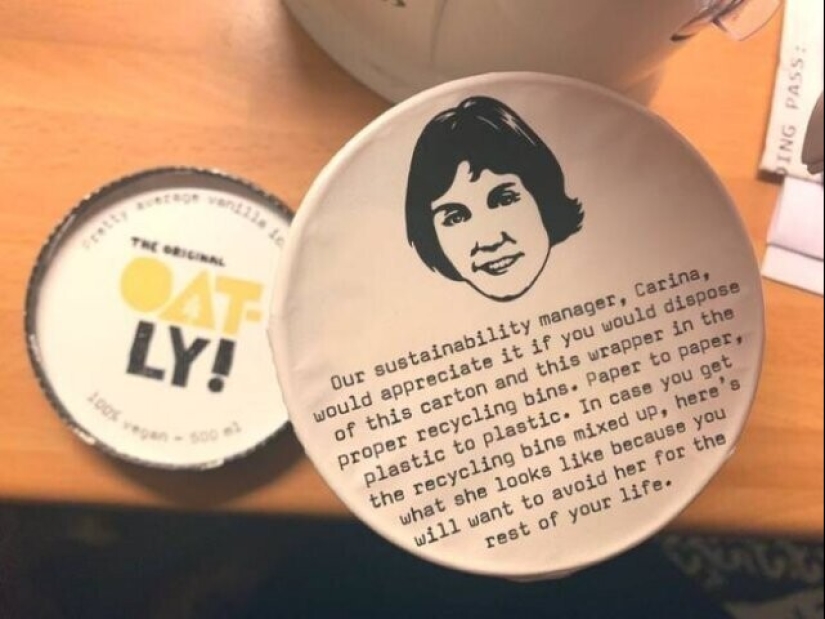 Pretty average vanilla
THE ORIGINAL
OAT-
LY!
100% vegan - 500 ml
Our sustainability manager, Carina,
would appreciate it if you would dispose
of this carton and this wrapper in the
proper recycling bins. Paper to paper,
plastic to plastic. In case you get
the recycling bins mixed up, here's
what she looks like because you
will want to avoid her for the
rest of your life.
PASS: